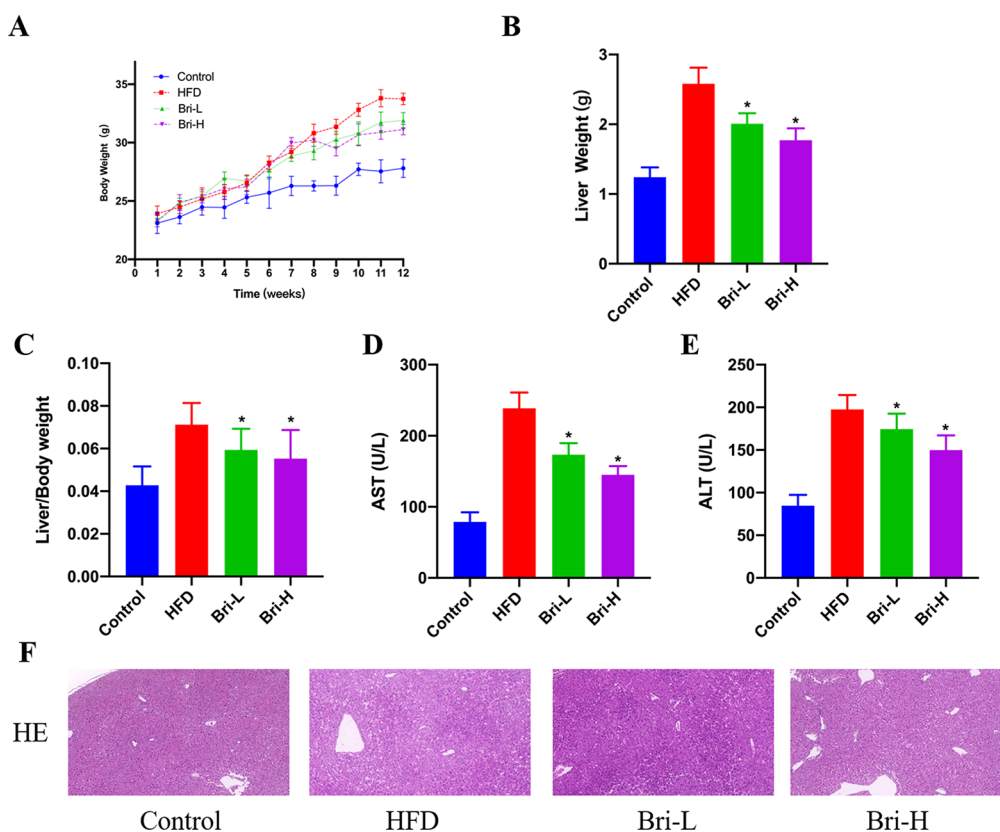 A
Control
HFD
Bri-L
Bri-H
Body Weight (g)
35
30
25
20
0 1 2 3 4 5 6 7 8 9 10 11 12
Time (weeks)
B
Liver Weight (g)
3
2
1
0
*
*
Control
HFD
Bri-L
Bri-H
C
Liver/Body weight
0.10
0.08
0.06
0.04
0.02
0.00
*
*
Control
HFD
Bri-L
Bri-H
D
AST (U/L)
300
200
100
0
*
*
Control
HFD
Bri-L
Bri-H
E
ALT (U/L)
250
200
150
100
50
0
*
*
Control
HFD
Bri-L
Bri-H
F
HE
Control
HFD
Bri-L
Bri-H